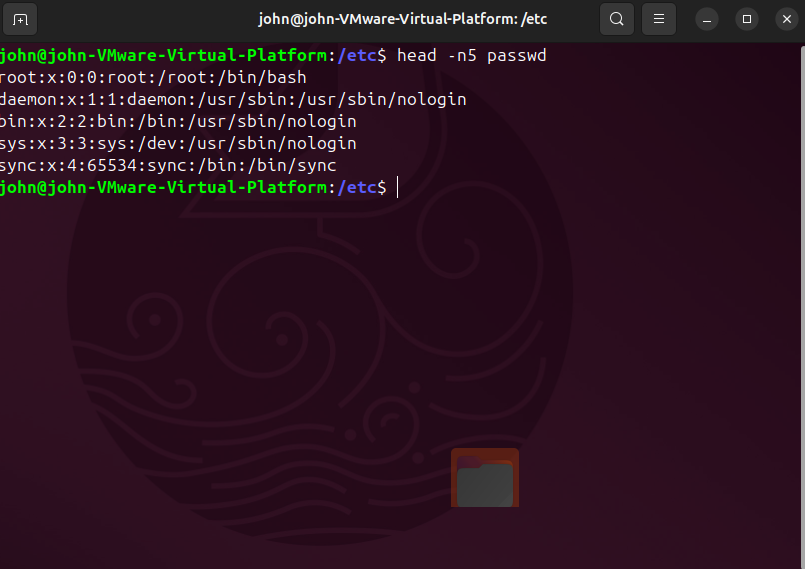 john@john-VMware-Virtual-Platform: /etc
john@john-VMware-Virtual-Platform:/etc$ head -n5 passwd
root:x:0:0:root:/root:/bin/bash
daemon:x:1:1:daemon:/usr/sbin:/usr/sbin/nologin
bin:x:2:2:bin:/bin:/usr/sbin/nologin
sys:x:3:3:sys:/dev:/usr/sbin/nologin
sync:x:4:65534:sync:/bin:/bin/sync
john@john-VMware-Virtual-Platform:/etc$